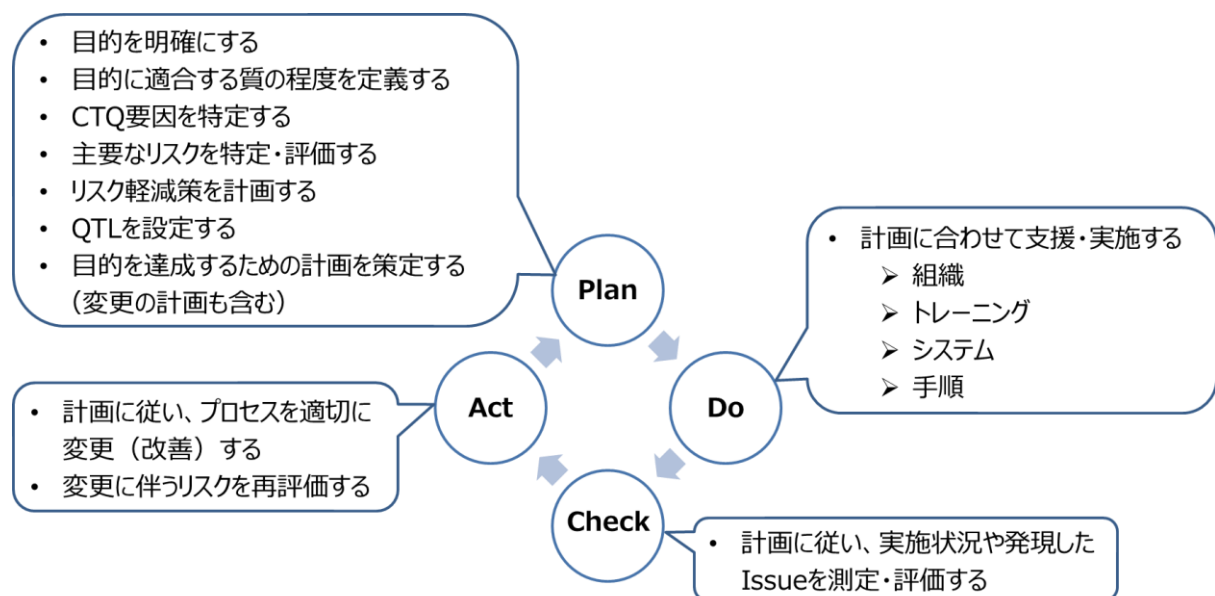 • 目的を明確にする
• 目的に適合する質の程度を定義する
• CTQ要因を特定する
• 主要なリスクを特定・評価する
• リスク軽減策を計画する
• QTLを設定する
• 目的を達成するための計画を策定する
（変更の計画も含む）
Plan
• 計画に合わせて支援・実施する
➢ 組織
➢ トレーニング
➢ システム
➢ 手順
Do
Act
• 計画に従い、プロセスを適切に
変更（改善）する
• 変更に伴うリスクを再評価する
Check
• 計画に従い、実施状況や発現した
Issueを測定・評価する